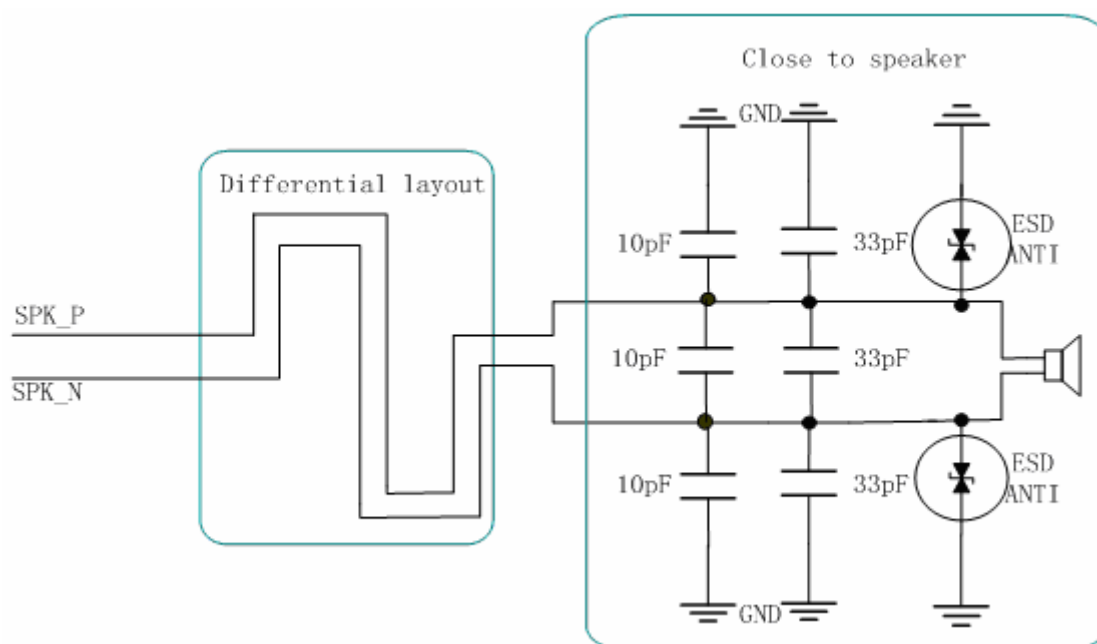 Close to speaker
GND
Differential layout
10pF
33pF
ESD
ANTI
SPK_P
10pF
33pF
SPK_N
10pF
33pF
ESD
ANTI
GND